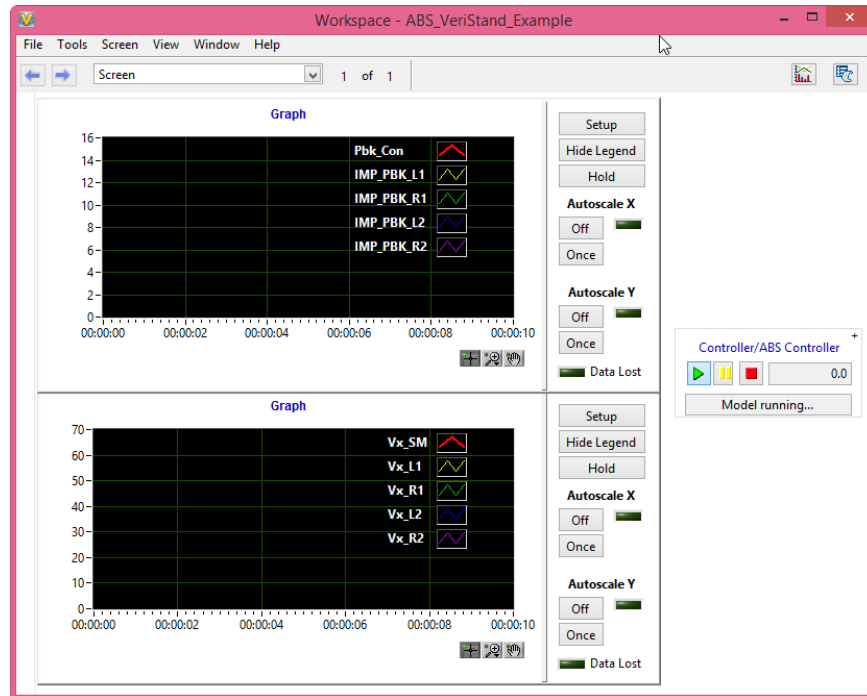 Workspace - ABS_VeriStand_Example
File Tools Screen View Window Help
Screen 1 of 1
Graph
16
14
12
10
8
6
4
2
0
Pbk_Con
IMP_PBK_L1
IMP_PBK_R1
IMP_PBK_L2
IMP_PBK_R2
00:00:00 00:00:02 00:00:04 00:00:06 00:00:08 00:00:10
Setup
Hide Legend
Hold
Autoscale X
Off
Once
Autoscale Y
Off
Once
Data Lost
Graph
70
60
50
40
30
20
10
0
Vx_SM
Vx_L1
Vx_R1
Vx_L2
Vx_R2
00:00:00 00:00:02 00:00:04 00:00:06 00:00:08 00:00:10
Setup
Hide Legend
Hold
Autoscale X
Off
Once
Autoscale Y
Off
Once
Data Lost
Controller/ABS Controller
0.0
Model running...